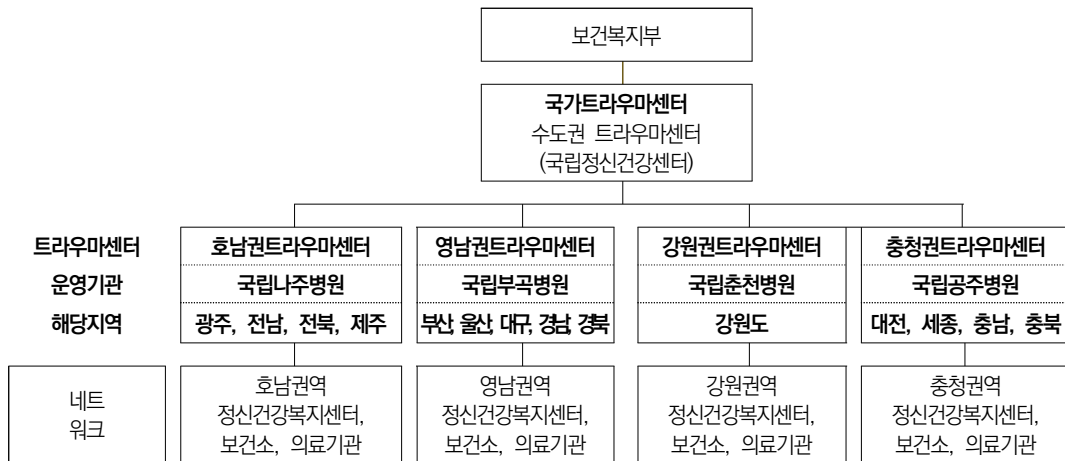 보건복지부
국가트라우마센터
수도권 트라우마센터
(국립정신건강센터)
트라우마센터 호남권트라우마센터 영남권트라우마센터 강원권트라우마센터 충청권트라우마센터
운영기관 국립나주병원 국립부곡병원 국립춘천병원 국립공주병원
해당지역 광주, 전남, 전북, 제주 부산, 울산, 대구, 경남, 경북 강원도 대전, 세종, 충남, 충북
네트
워크
호남권역
정신건강복지센터,
보건소, 의료기관
영남권역
정신건강복지센터,
보건소, 의료기관
강원권역
정신건강복지센터,
보건소, 의료기관
충청권역
정신건강복지센터,
보건소, 의료기관